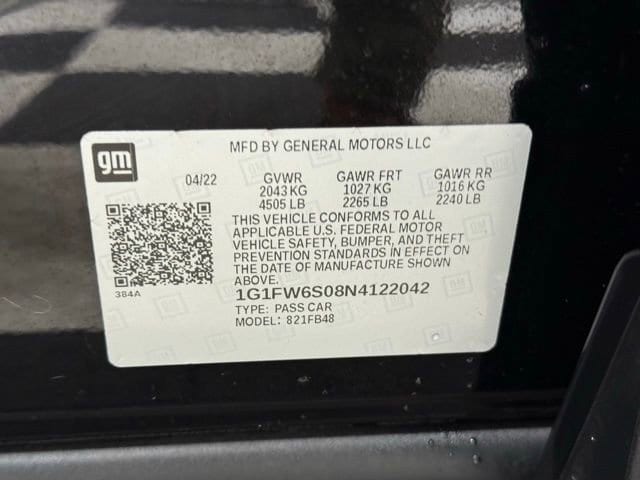 gm
MFD BY GENERAL MOTORS LLC
04/22 GVWR GAWR FRT GAWR RR
2043 KG 1027 KG 1016 KG
4505 LB 2265 LB 2240 LB
THIS VEHICLE CONFORMS TO ALL
APPLICABLE U.S. FEDERAL MOTOR
VEHICLE SAFETY, BUMPER, AND THEFT
PREVENTION STANDARDS IN EFFECT ON
THE DATE OF MANUFACTURE SHOWN
ABOVE.
384A
1G1FW6S08N4122042
TYPE: PASS CAR
MODEL: 821FB48